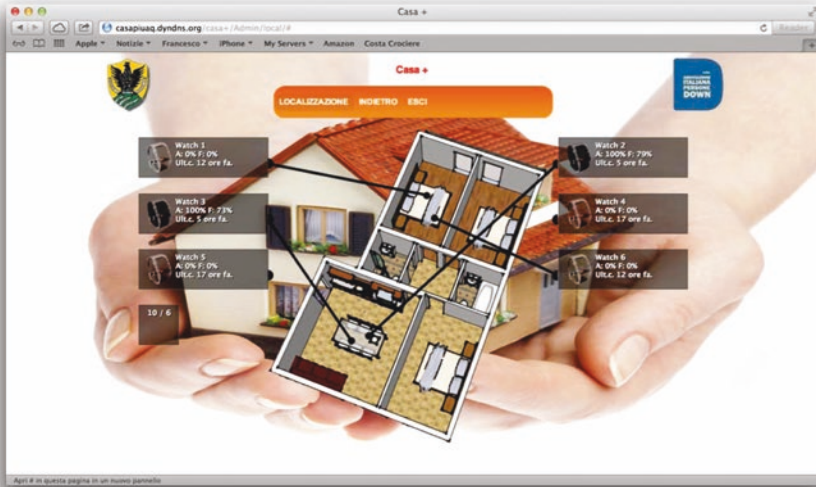 Casa +
casapiuaq.dyndns.org/casa+/Admin/local/#
Reader
Apple Notizie Francesco iPhone My Servers Amazon Costa Crociere
Casa +
ASSOCIAZIONE
ITALIANA
PERSONE
DOWN
LOCALIZZAZIONE INDIETRO ESCI
Watch 1
A: 0% F: 0%
Ult.c. 12 ore fa.
Watch 2
A: 100% F: 79%
Ult.c. 5 ore fa.
Watch 3
A: 100% F: 73%
Ult.c. 5 ore fa.
Watch 4
A: 0% F: 0%
Ult.c. 17 ore fa.
Watch 5
A: 0% F: 0%
Ult.c. 17 ore fa.
Watch 6
A: 0% F: 0%
Ult.c. 12 ore fa.
10 / 6
Apri # in questa pagina in un nuovo pannello